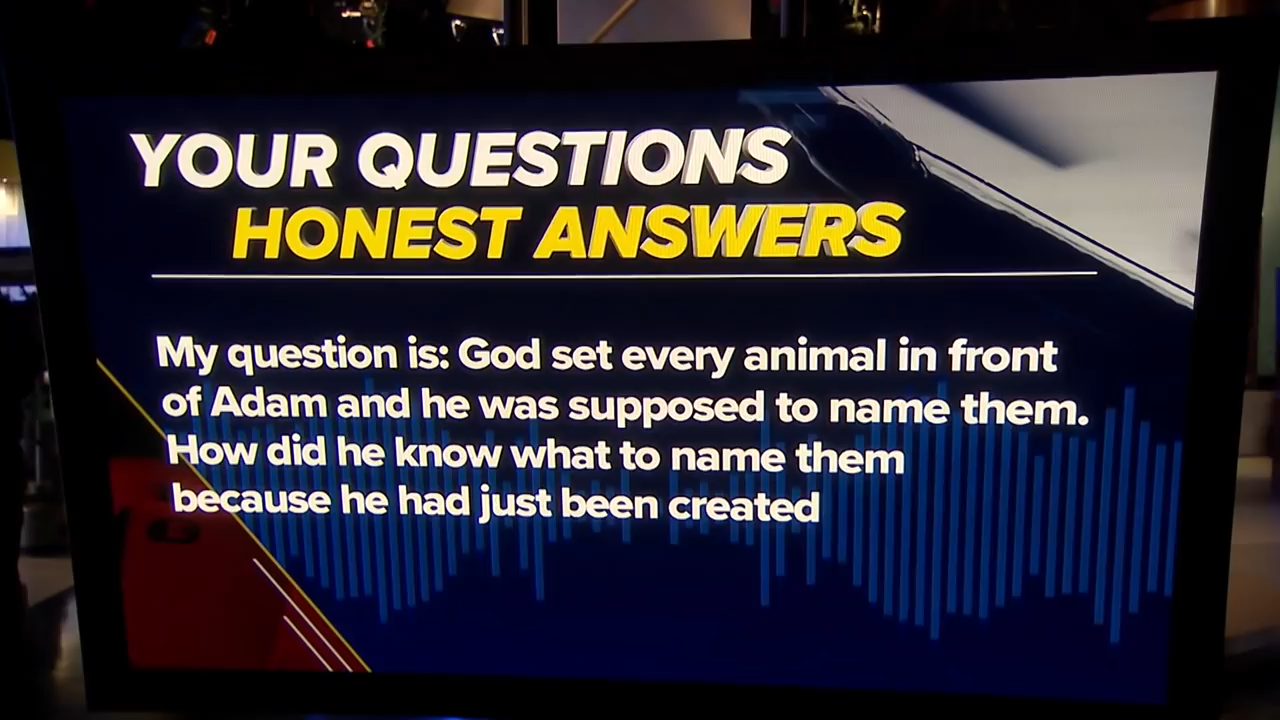 YOUR QUESTIONS
HONEST ANSWERS
My question is: God set every animal in front
of Adam and he was supposed to name them.
How did he know what to name them
because he had just been created